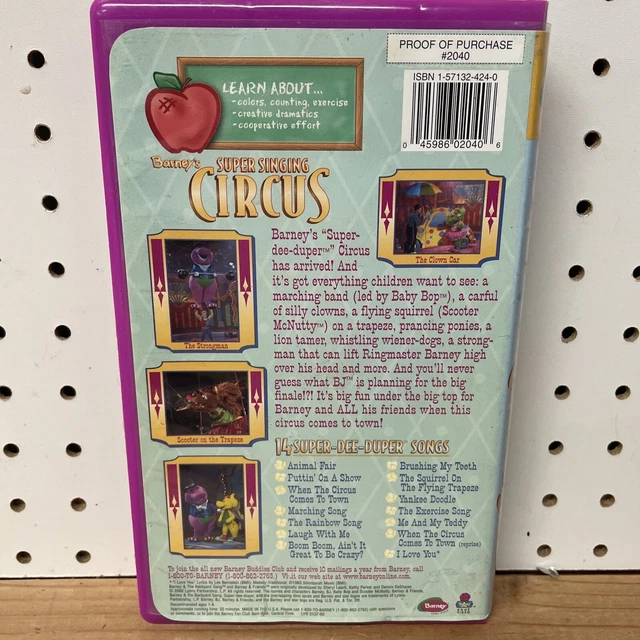 PROOF OF PURCHASE
#2040
ISBN 1-57132-424-0
0 45986 02040 6
LEARN ABOUT...
-colors, counting, exercise
-creative dramatics
-cooperative effort
Barney's
SUPER SINGING
CIRCUS
The Clown Car
Barney's "Super-
dee-duper™" Circus
has arrived! And
it's got everything children want to see: a
marching band (led by Baby Bop™), a carful
of silly clowns, a flying squirrel (Scooter
McNutty™) on a trapeze, prancing ponies, a
lion tamer, whistling wiener-dogs, a strong-
man that can lift Ringmaster Barney high
over his head and more. And you'll never
guess what BJ™ is planning for the big
finale!?! It's big fun under the big top for
Barney and ALL his friends when this
circus comes to town!
The Strongman
Scooter on the Trapeze
14 SUPER-DEE-DUPER™ SONGS
Animal Fair
Puttin' On A Show
When The Circus
Comes To Town
Marching Song
The Rainbow Song
Laugh With Me
Boom Boom, Ain't It
Great To Be Crazy?
Brushing My Teeth
The Squirrel On
The Flying Trapeze
Yankee Doodle
The Exercise Song
Me And My Teddy
When The Circus
Comes To Town (reprise)
I Love You*
To join the all new Barney Buddies Club and receive 10 mailings a year from Barney, call
1-800-TO-BARNEY (1-800-862-2763.) Visit our web site at www.barneyonline.com.
Recommended ages 1-8.
Barney